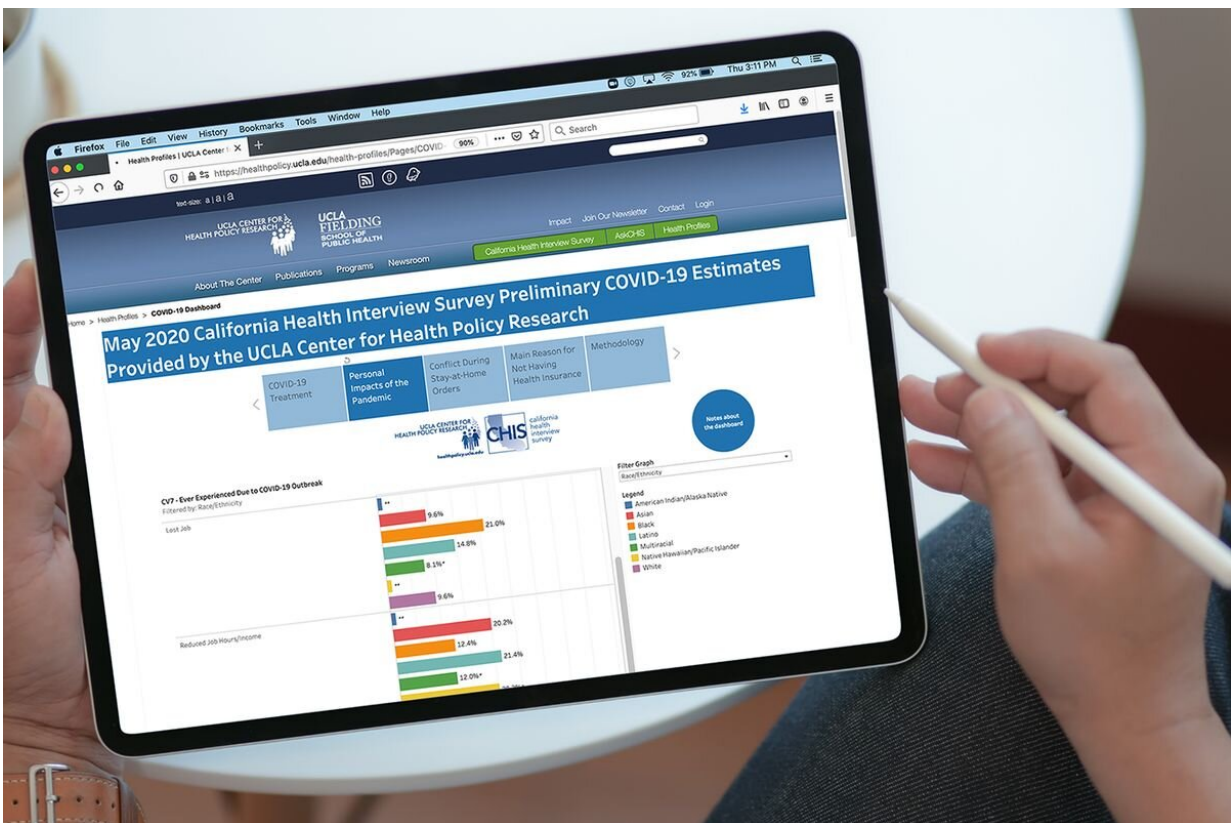 Firefox File Edit View History Bookmarks Tools Window Help
92% Thu 3:11 PM
Health Profiles | UCLA Center f
https://healthpolicy.ucla.edu/health-profiles/Pages/COVID-
90%
Search
text-size: a | a | a
UCLA CENTER FOR
HEALTH POLICY RESEARCH
UCLA
FIELDING
SCHOOL OF
PUBLIC HEALTH
Impact Join Our Newsletter Contact Login
About The Center Publications Programs Newsroom
California Health Interview Survey AskCHIS Health Profiles
Home > Health Profiles > COVID-19 Dashboard
May 2020 California Health Interview Survey Preliminary COVID-19 Estimates
Provided by the UCLA Center for Health Policy Research
COVID-19
Treatment
Personal
Impacts of the
Pandemic
Conflict During
Stay-at-Home
Orders
Main Reason for
Not Having
Health Insurance
Methodology
UCLA CENTER FOR
HEALTH POLICY RESEARCH
healthpolicy.ucla.edu
CHIS
california
health
interview
survey
Notes about
the dashboard
CV7 - Ever Experienced Due to COVID-19 Outbreak
Filtered by: Race/Ethnicity
Lost Job
**
9.6%
21.0%
14.8%
8.1%*
**
9.6%
Reduced Job Hours/Income
**
20.2%
12.4%
21.4%
12.0%*
Filter Graph
Race/Ethnicity
Legend
American Indian/Alaska Native
Asian
Black
Latino
Multiracial
Native Hawaiian/Pacific Islander
White